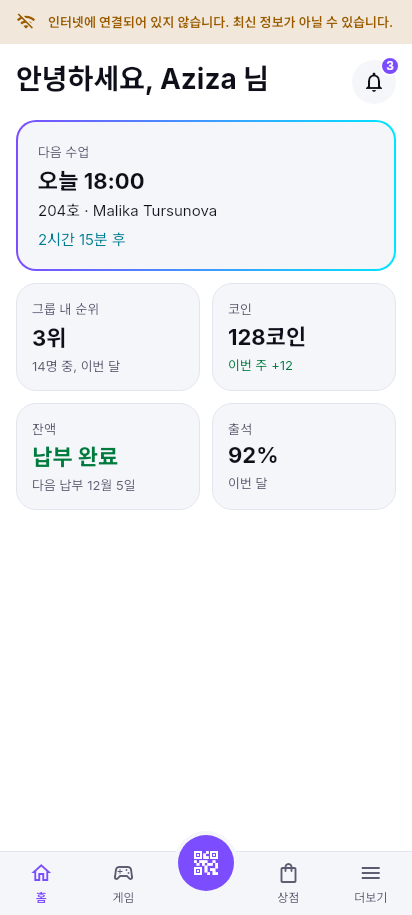 인터넷에 연결되어 있지 않습니다. 최신 정보가 아닐 수 있습니다.
안녕하세요, Aziza 님
3
다음 수업
오늘 18:00
204호 · Malika Tursunova
2시간 15분 후
그룹 내 순위
3위
14명 중, 이번 달
코인
128코인
이번 주 +12
잔액
납부 완료
다음 납부 12월 5일
출석
92%
이번 달
홈
게임
상점
더보기